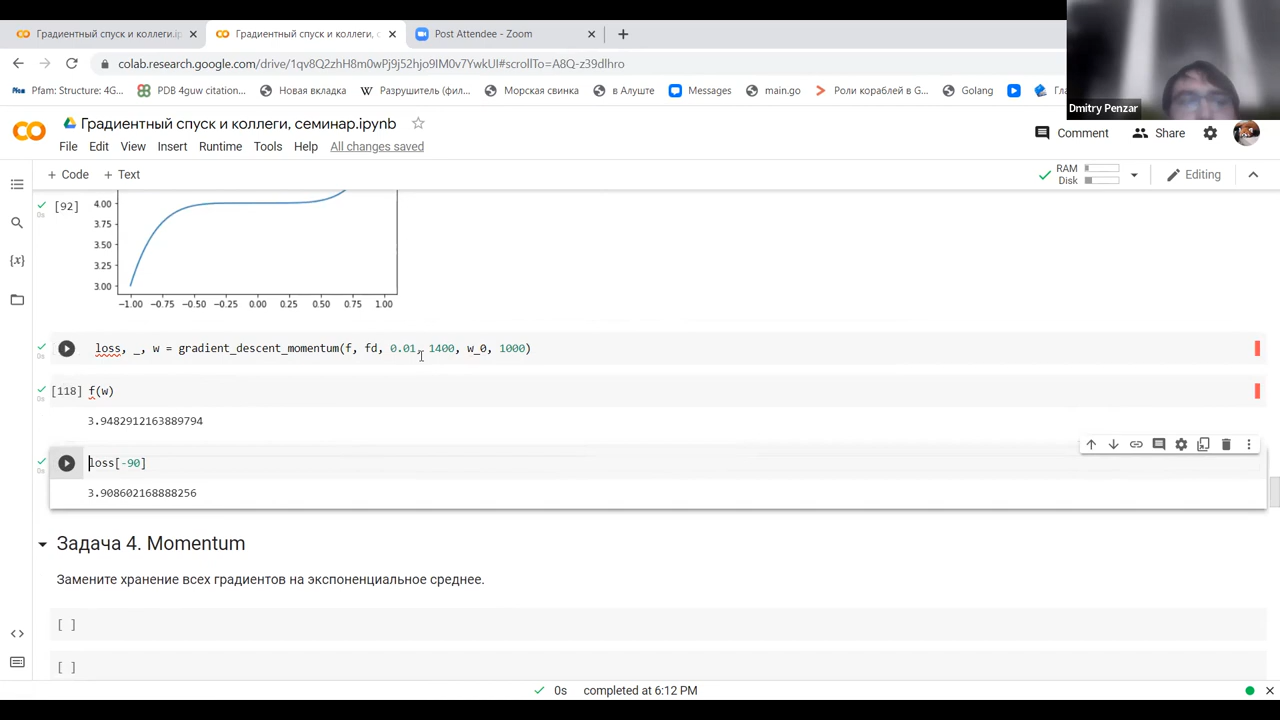 Градиентный спуск и коллеги.i
Градиентный спуск и коллеги, с
Post Attendee - Zoom
colab.research.google.com/drive/1qv8Q2zhH8m0wPj9j52hjo9IM0v7YwkUI#scrollTo=A8Q-z39dlhro
Pfam: Structure: 4G...
PDB 4guw citation...
Новая вкладка
Разрушитель (фил...
Морская свинка
в Алуште
Messages
main.go
Роли кораблей в G...
Golang
Dmitry Penzar
CO
Градиентный спуск и коллеги, семинар.ipynb
Comment
Share
File Edit View Insert Runtime Tools Help All changes saved
+ Code + Text
RAM
Disk
Editing
[92]
0s
4.00
3.75
3.50
3.25
3.00
−1.00 −0.75 −0.50 −0.25 0.00 0.25 0.50 0.75 1.00
0s
loss, _, w = gradient_descent_momentum(f, fd, 0.01, 1400, w_0, 1000)
[118] f(w)
0s
3.9482912163889794
loss[-90]
0s
3.908602168888256
Задача 4. Momentum
Замените хранение всех градиентов на экспоненциальное среднее.
[ ]
[ ]
0s completed at 6:12 PM